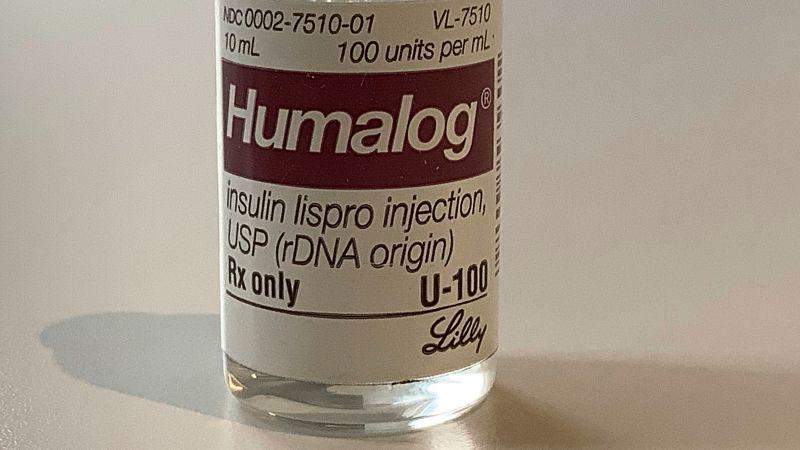 NDC 0002-7510-01 VL-7510
10 mL 100 units per mL
Humalog®
insulin lispro injection,
USP (rDNA origin)
Rx only U-100
Lilly